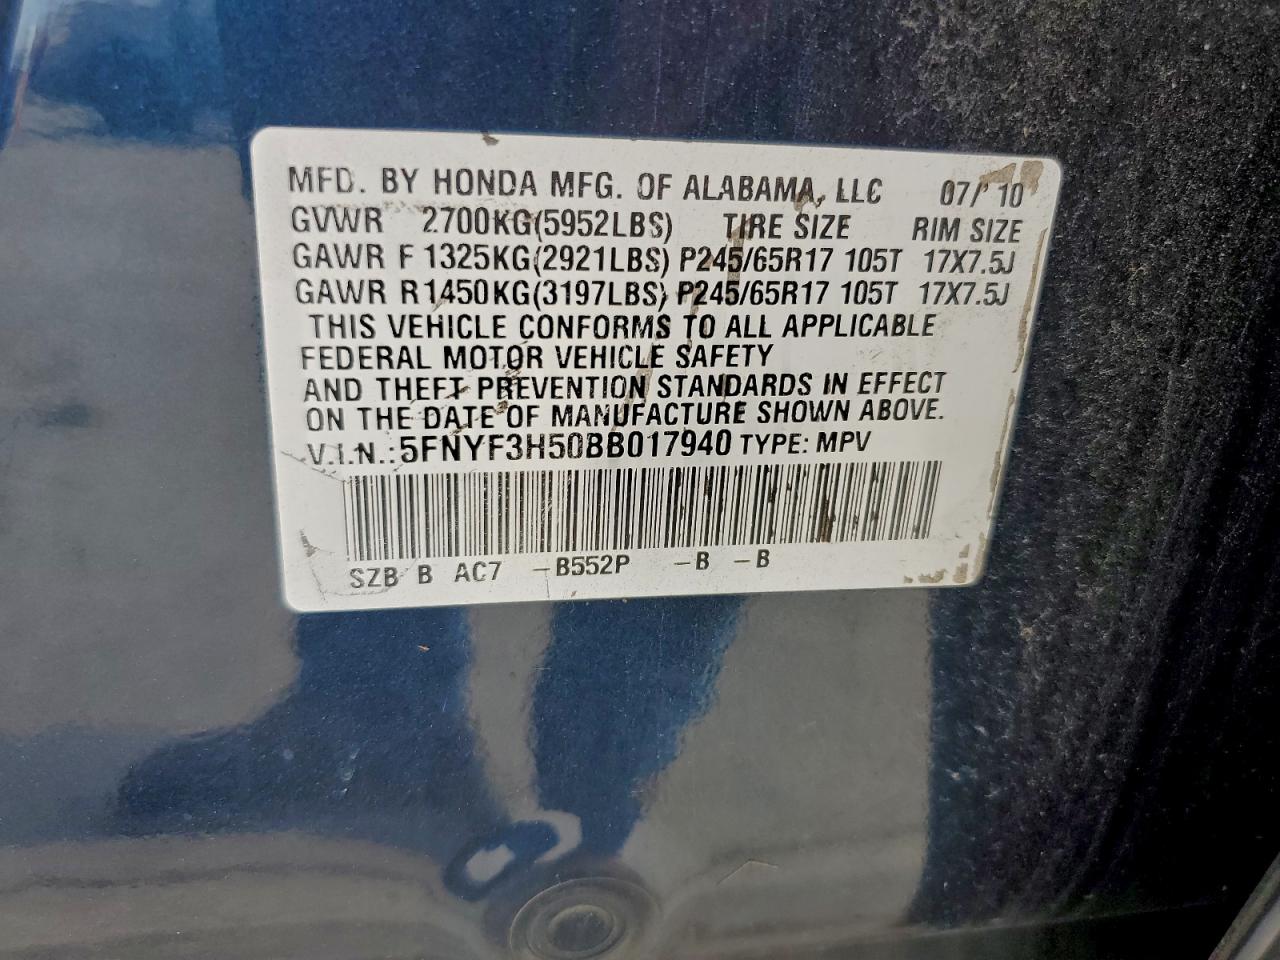 MFD. BY HONDA MFG. OF ALABAMA, LLC 07/'10
GVWR 2700KG(5952LBS) TIRE SIZE RIM SIZE
GAWR F 1325KG(2921LBS) P245/65R17 105T 17X7.5J
GAWR R1450KG(3197LBS) P245/65R17 105T 17X7.5J
THIS VEHICLE CONFORMS TO ALL APPLICABLE
FEDERAL MOTOR VEHICLE SAFETY
AND THEFT PREVENTION STANDARDS IN EFFECT
ON THE DATE OF MANUFACTURE SHOWN ABOVE.
V.I.N.:5FNYF3H50BB017940 TYPE: MPV
SZB B AC7 -B552P -B -B